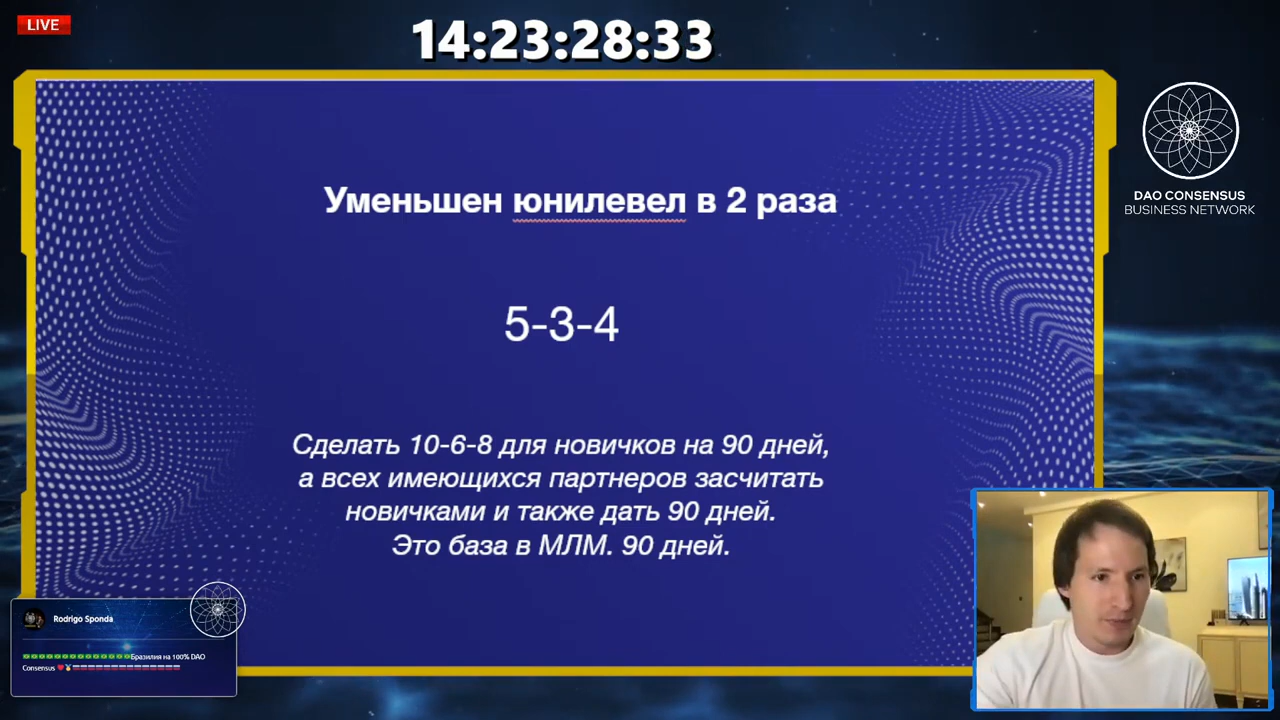 LIVE
14:23:28:33
DAO CONSENSUS
BUSINESS NETWORK
Уменьшен юнилевел в 2 раза
5-3-4
Сделать 10-6-8 для новичков на 90 дней,
а всех имеющихся партнеров засчитать
новичками и также дать 90 дней.
Это база в МЛМ. 90 дней.
Rodrigo Sponda
Бразилия на 100% DAO
Consensus